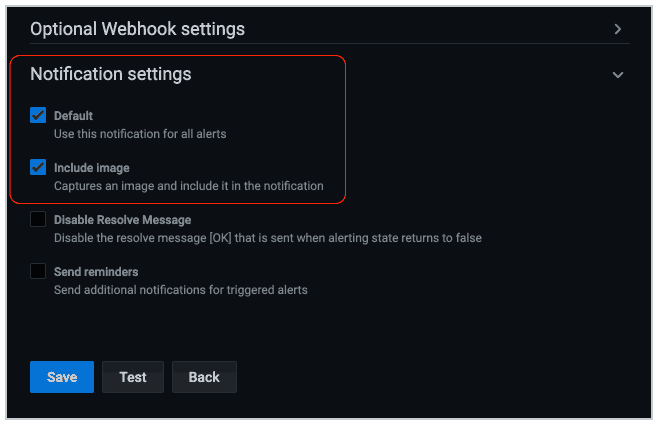 Optional Webhook settings
Notification settings
Default
Use this notification for all alerts
Include image
Captures an image and include it in the notification
Disable Resolve Message
Disable the resolve message [OK] that is sent when alerting state returns to false
Send reminders
Send additional notifications for triggered alerts
Save Test Back